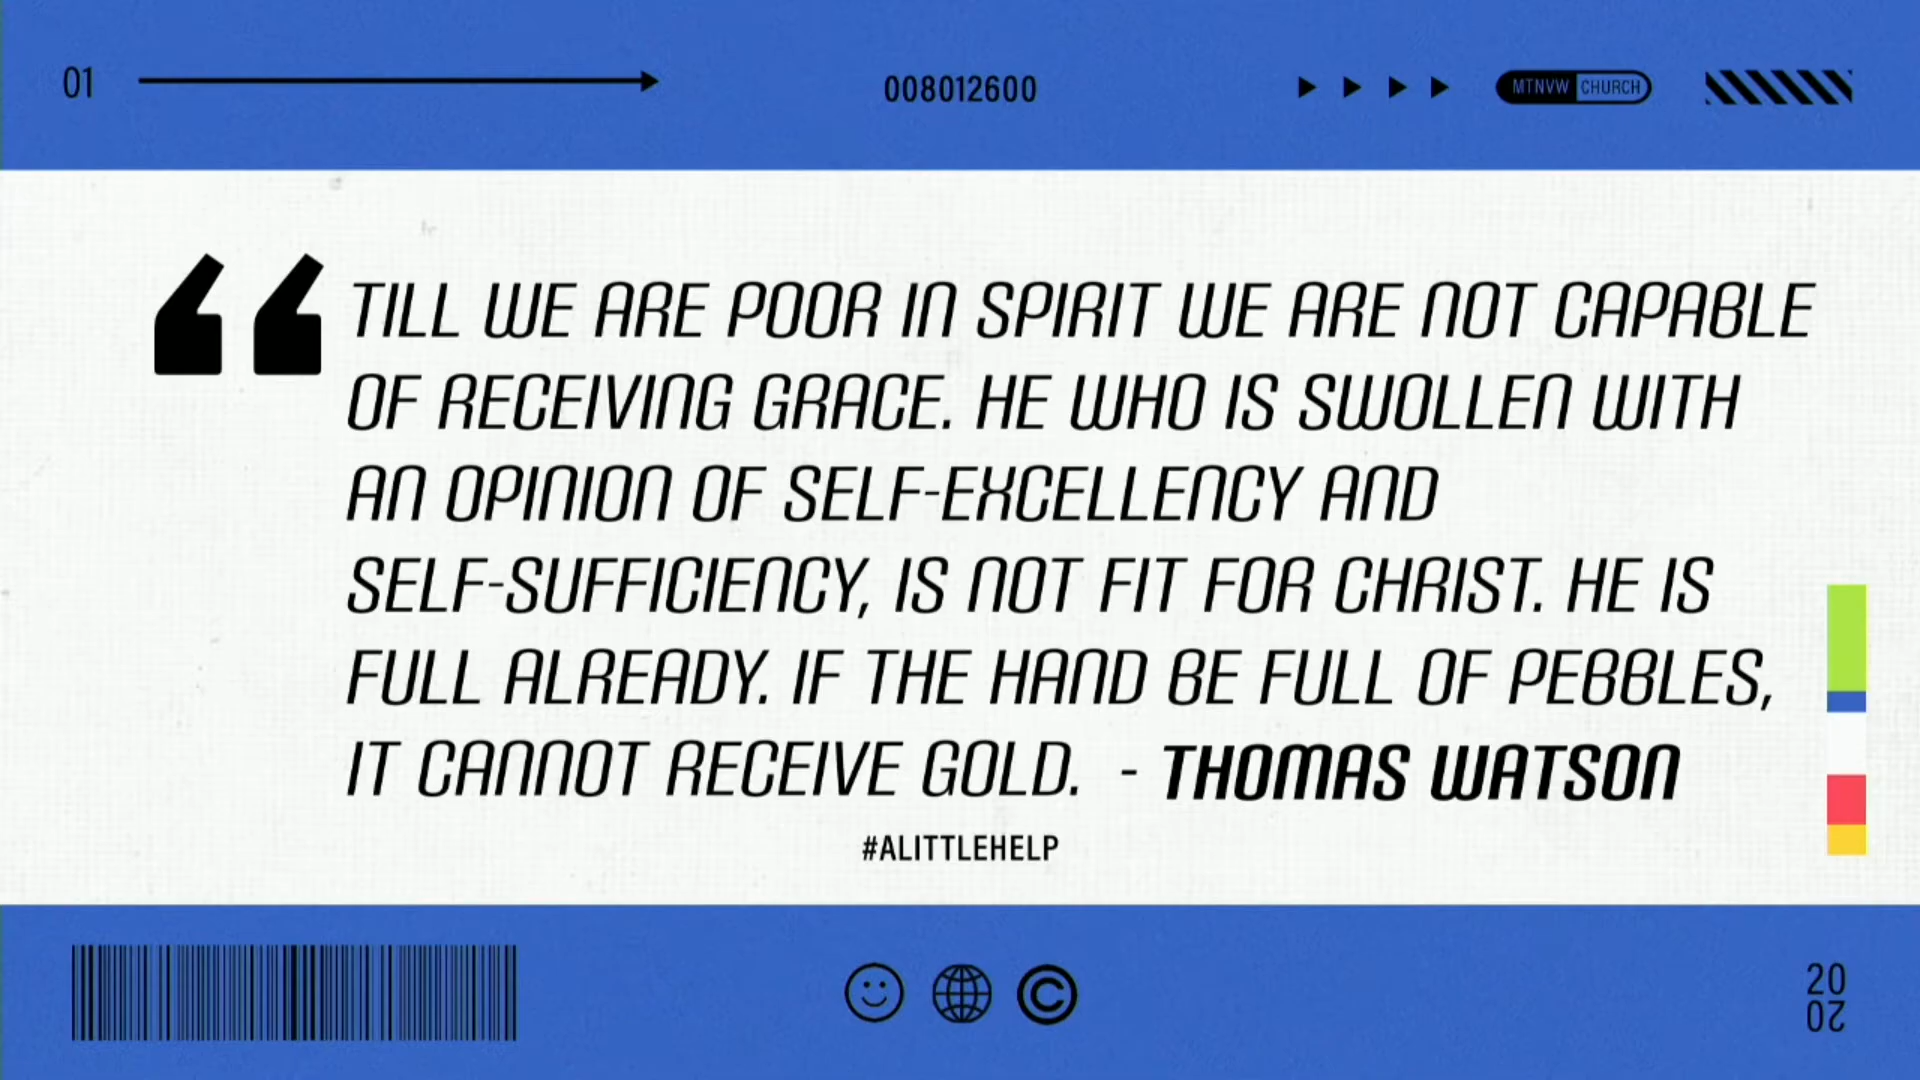 01
008012600
MTNVW CHURCH
TILL WE ARE POOR IN SPIRIT WE ARE NOT CAPABLE
OF RECEIVING GRACE. HE WHO IS SWOLLEN WITH
AN OPINION OF SELF-EXCELLENCY AND
SELF-SUFFICIENCY, IS NOT FIT FOR CHRIST. HE IS
FULL ALREADY. IF THE HAND BE FULL OF PEBBLES,
IT CANNOT RECEIVE GOLD. - THOMAS WATSON
#ALITTLEHELP
©
20
20